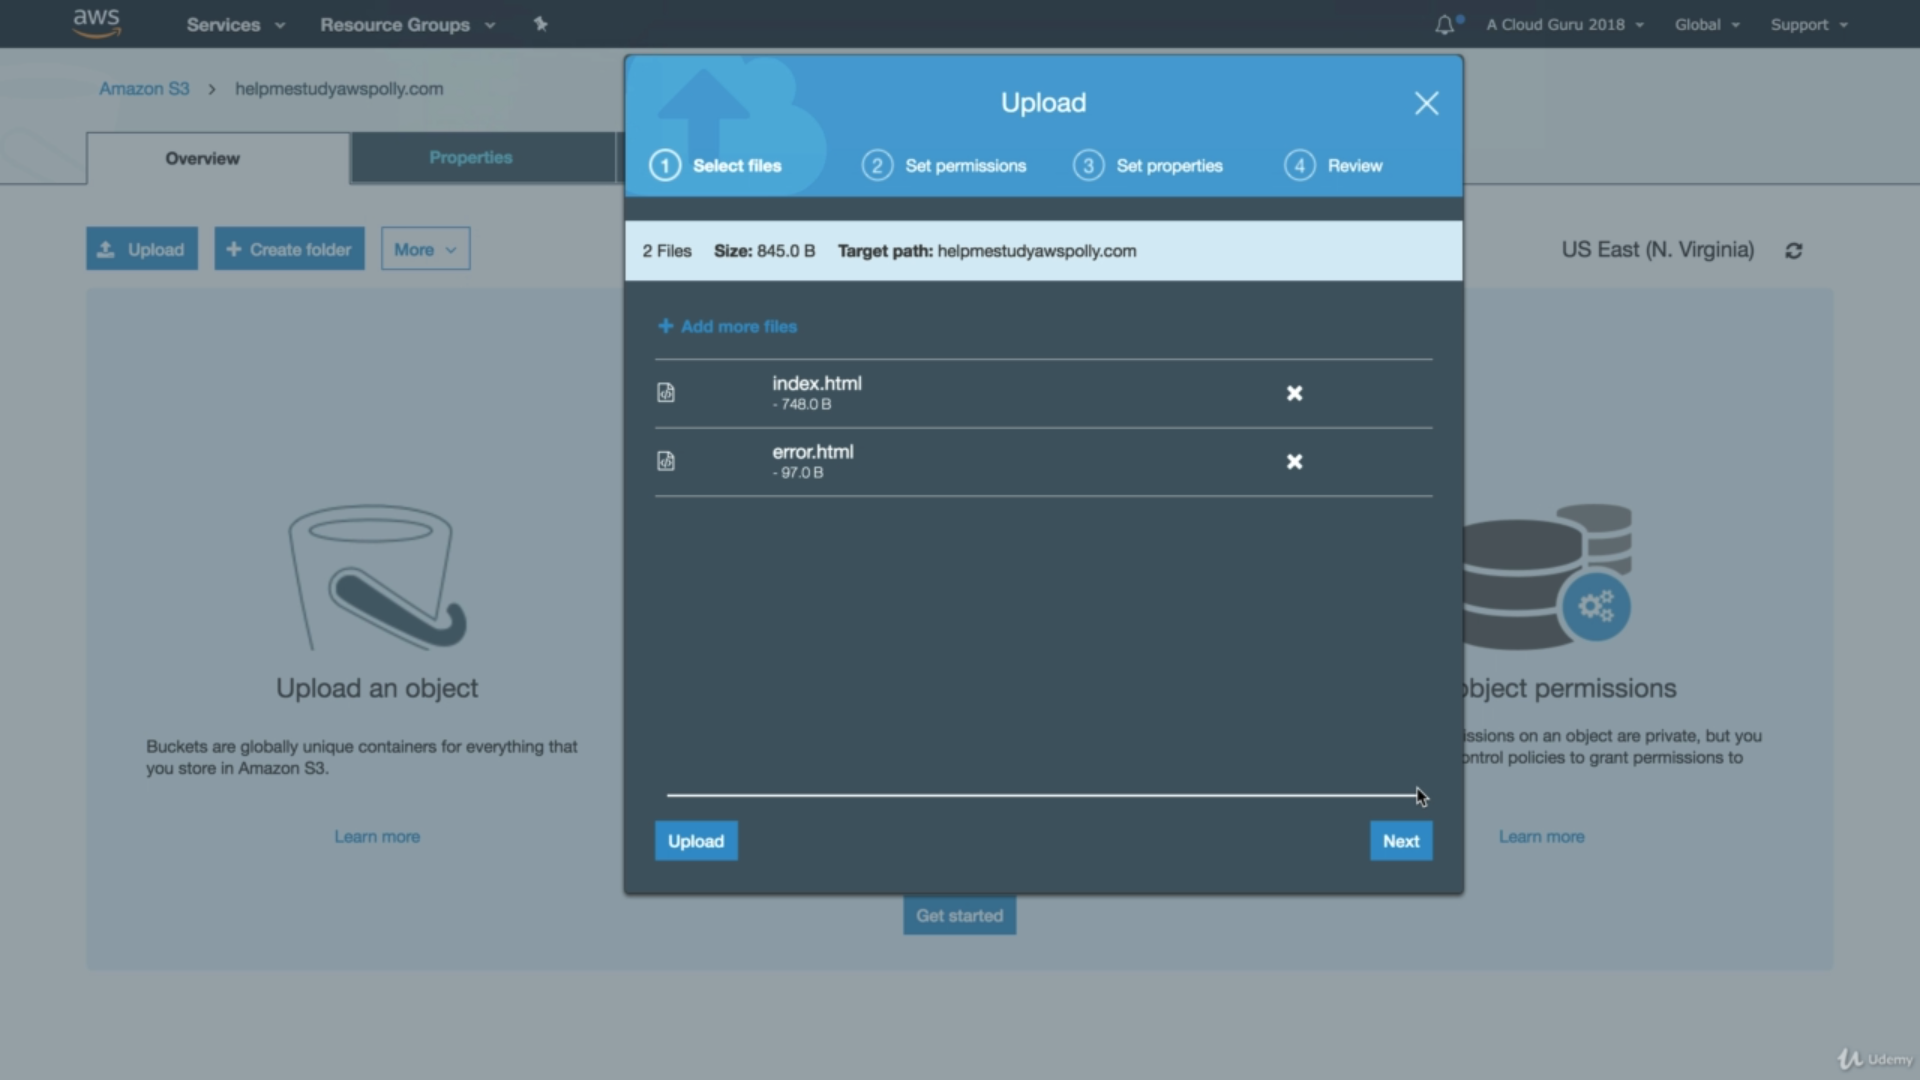 aws
Services
Resource Groups
A Cloud Guru 2018
Global
Support
Amazon S3 > helpmestudyawspolly.com
Overview
Properties
Upload
Create folder
More
US East (N. Virginia)
Upload
1 Select files
2 Set permissions
3 Set properties
4 Review
2 Files Size: 845.0 B Target path: helpmestudyawspolly.com
+ Add more files
index.html
- 748.0 B
error.html
- 97.0 B
Upload
Next
Upload an object
Buckets are globally unique containers for everything that
you store in Amazon S3.
Learn more
object permissions
issions on an object are private, but you
ontrol policies to grant permissions to
Learn more
Get started
Udemy